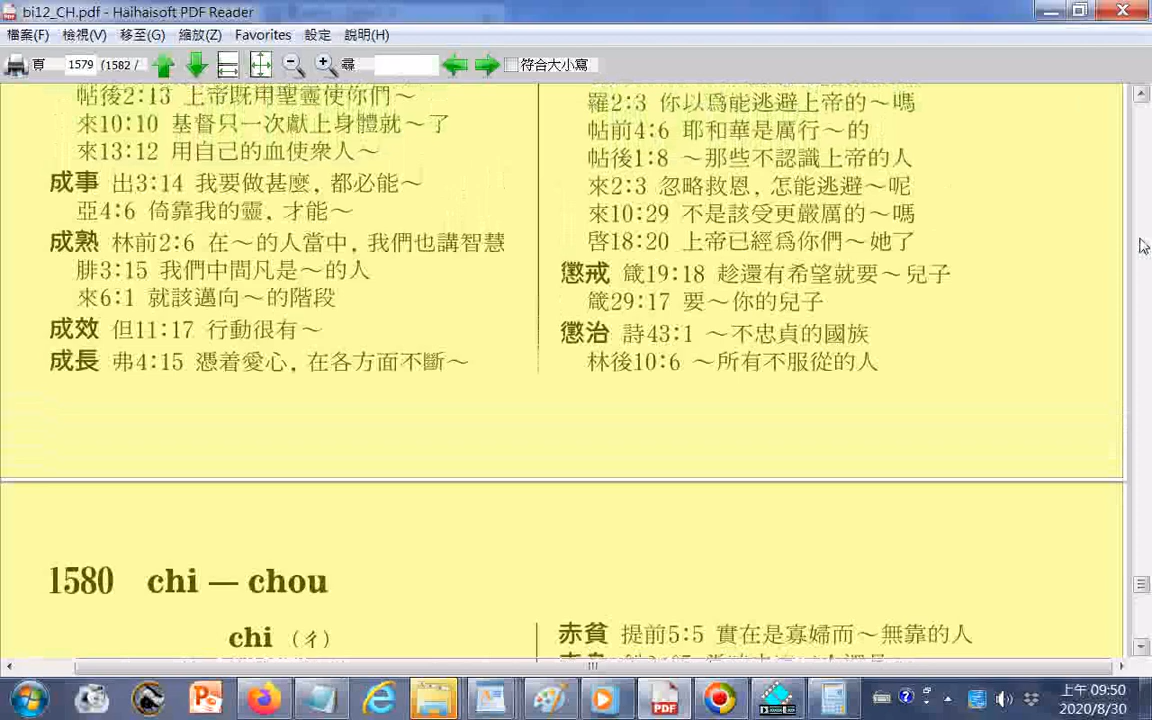 bi12_CH.pdf - Haihaisoft PDF Reader
檔案(F) 檢視(V) 移至(G) 縮放(Z) Favorites 設定 說明(H)
頁 1579 (1582 / 尋 符合大小寫
帖後2:13 上帝既用聖靈使你們～
來10:10 基督只一次獻上身體就～了
來13:12 用自己的血使衆人～
成事 出3:14 我要做甚麼，都必能～
亞4:6 倚靠我的靈，才能～
成熟 林前2:6 在～的人當中，我們也講智慧
腓3:15 我們中間凡是～的人
來6:1 就該邁向～的階段
成效 但11:17 行動很有～
成長 弗4:15 憑着愛心，在各方面不斷～
羅2:3 你以爲能逃避上帝的～嗎
帖前4:6 耶和華是厲行～的
帖後1:8 ～那些不認識上帝的人
來2:3 忽略救恩，怎能逃避～呢
來10:29 不是該受更嚴厲的～嗎
啓18:20 上帝已經爲你們～她了
懲戒 箴19:18 趁還有希望就要～兒子
箴29:17 要～你的兒子
懲治 詩43:1 ～不忠貞的國族
林後10:6 ～所有不服從的人
1580 chi — chou
chi （ㄔ）
赤貧 提前5:5 實在是寡婦而～無靠的人
上午 09:50
2020/8/30